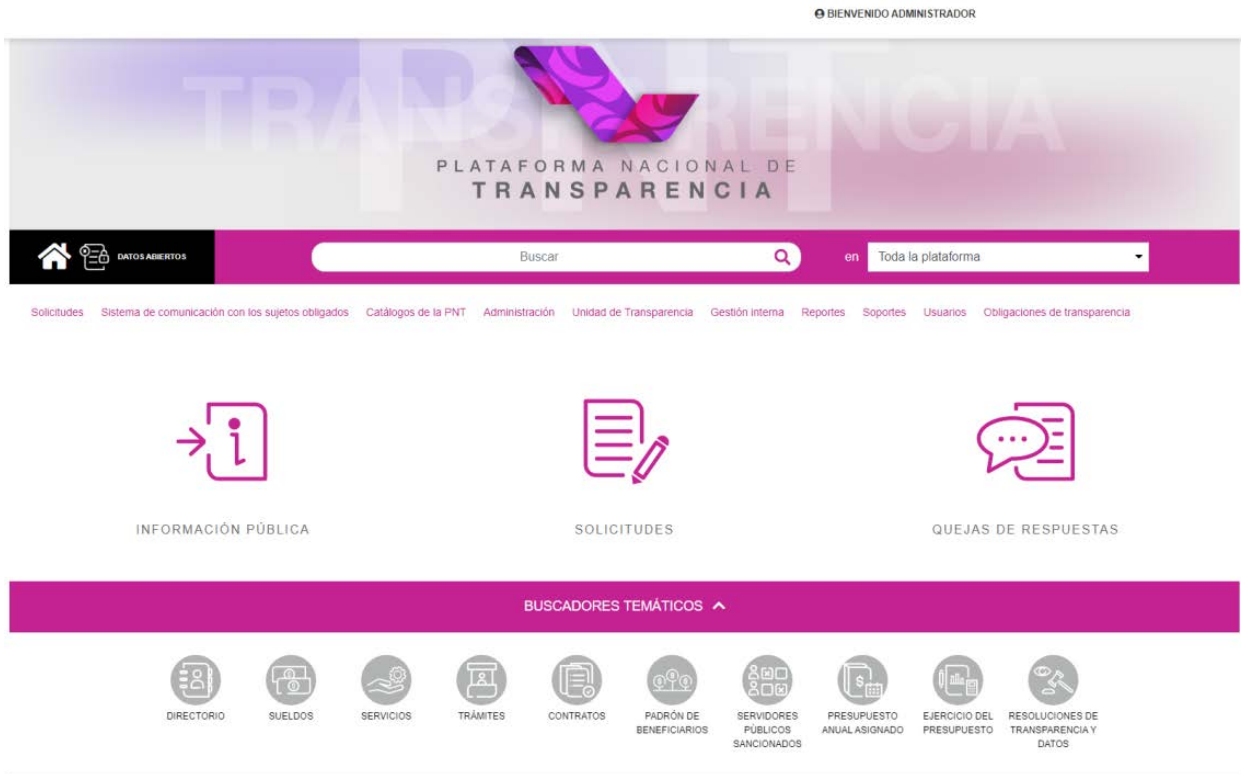 BIENVENIDO ADMINISTRADOR
TRANSPARENCIA
PNT
PLATAFORMA NACIONAL DE
TRANSPARENCIA
DATOS ABIERTOS
Buscar
en
Toda la plataforma
Solicitudes Sistema de comunicación con los sujetos obligados Catálogos de la PNT Administración Unidad de Transparencia Gestión interna Reportes Soportes Usuarios Obligaciones de transparencia
INFORMACIÓN PÚBLICA
SOLICITUDES
QUEJAS DE RESPUESTAS
BUSCADORES TEMÁTICOS
DIRECTORIO
SUELDOS
SERVICIOS
TRÁMITES
CONTRATOS
PADRÓN DE
BENEFICIARIOS
SERVIDORES
PÚBLICOS
SANCIONADOS
PRESUPUESTO
ANUAL ASIGNADO
EJERCICIO DEL
PRESUPUESTO
RESOLUCIONES DE
TRANSPARENCIA Y
DATOS